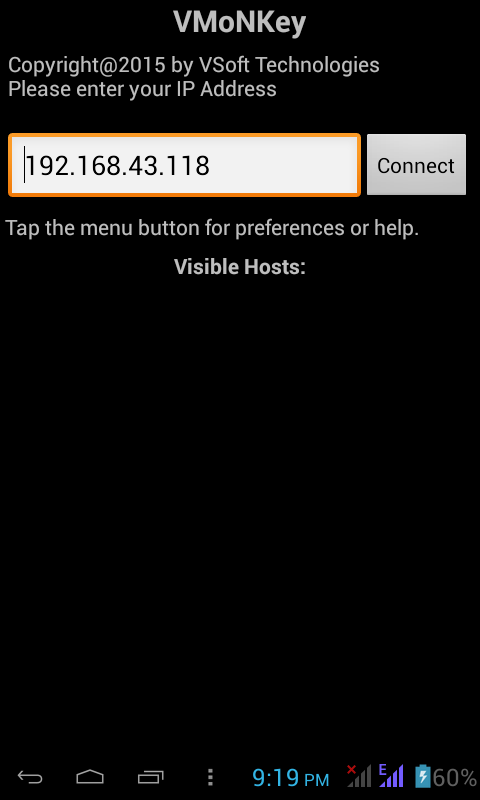 VMoNKey
Copyright@2015 by VSoft Technologies
Please enter your IP Address
192.168.43.118
Connect
Tap the menu button for preferences or help.
Visible Hosts:
9:19 PM
E
60%